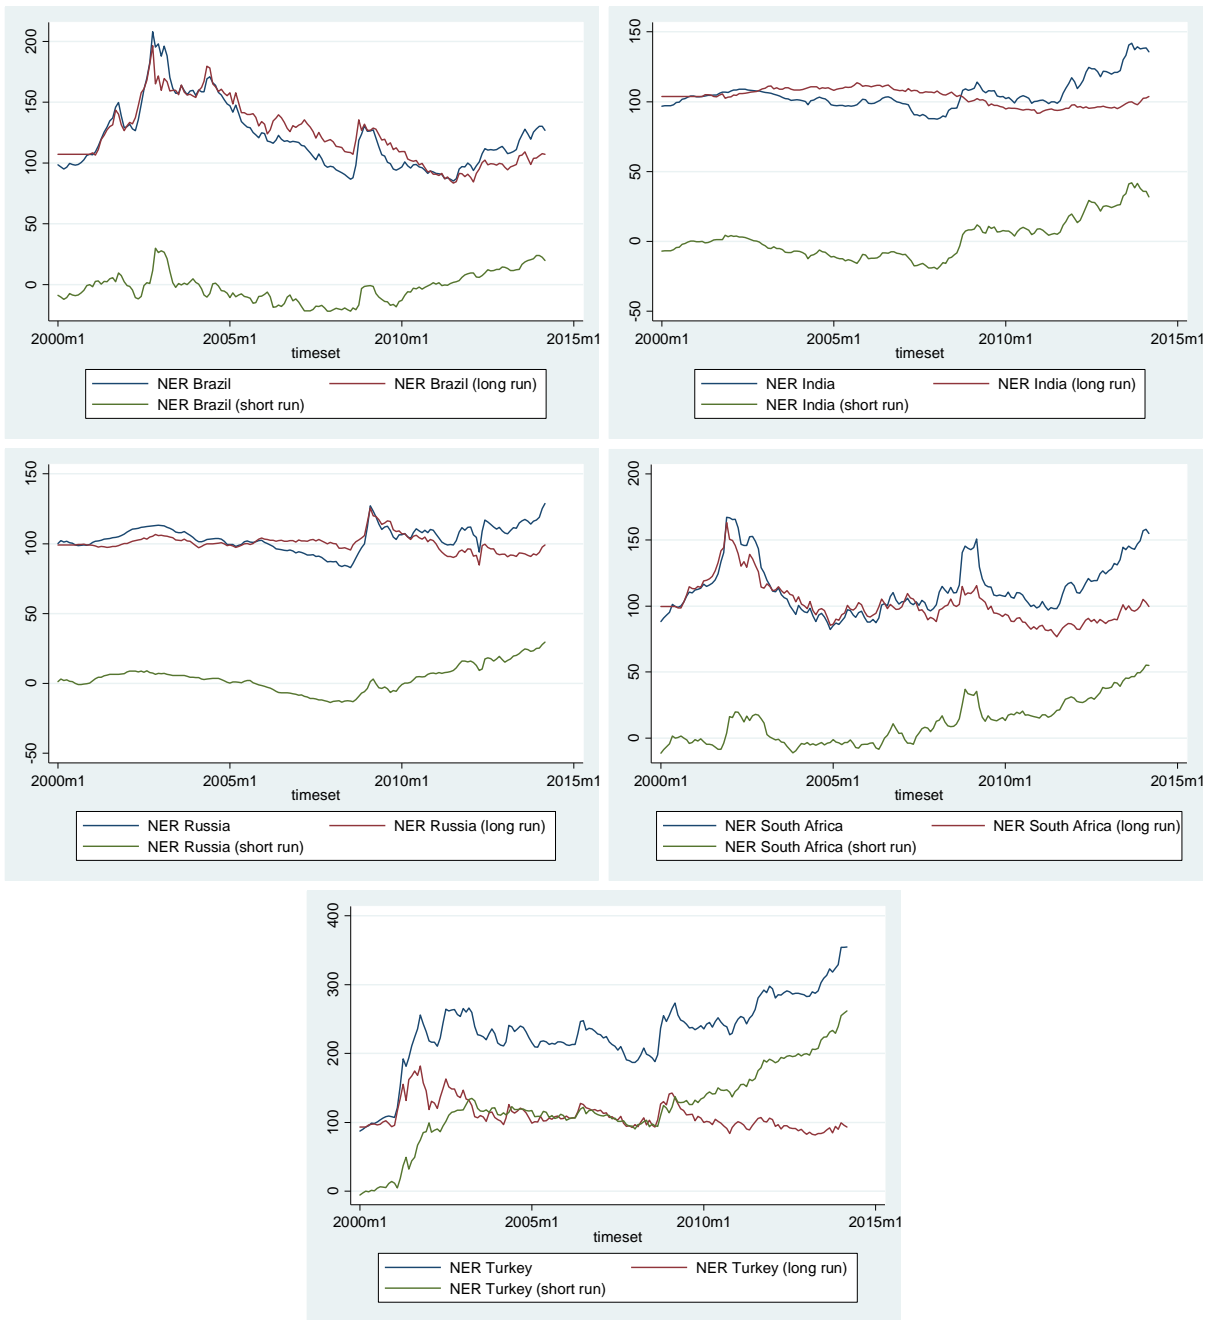 200
150
100
50
0
2000m1 2005m1 2010m1 2015m1
timeset
NER Brazil NER Brazil (long run)
NER Brazil (short run)
150
100
50
0
-50
2000m1 2005m1 2010m1 2015m1
timeset
NER India NER India (long run)
NER India (short run)
150
100
50
0
-50
2000m1 2005m1 2010m1 2015m1
timeset
NER Russia NER Russia (long run)
NER Russia (short run)
200
150
100
50
0
2000m1 2005m1 2010m1 2015m1
timeset
NER South Africa NER South Africa (long run)
NER South Africa (short run)
400
300
200
100
0
2000m1 2005m1 2010m1 2015m1
timeset
NER Turkey NER Turkey (long run)
NER Turkey (short run)